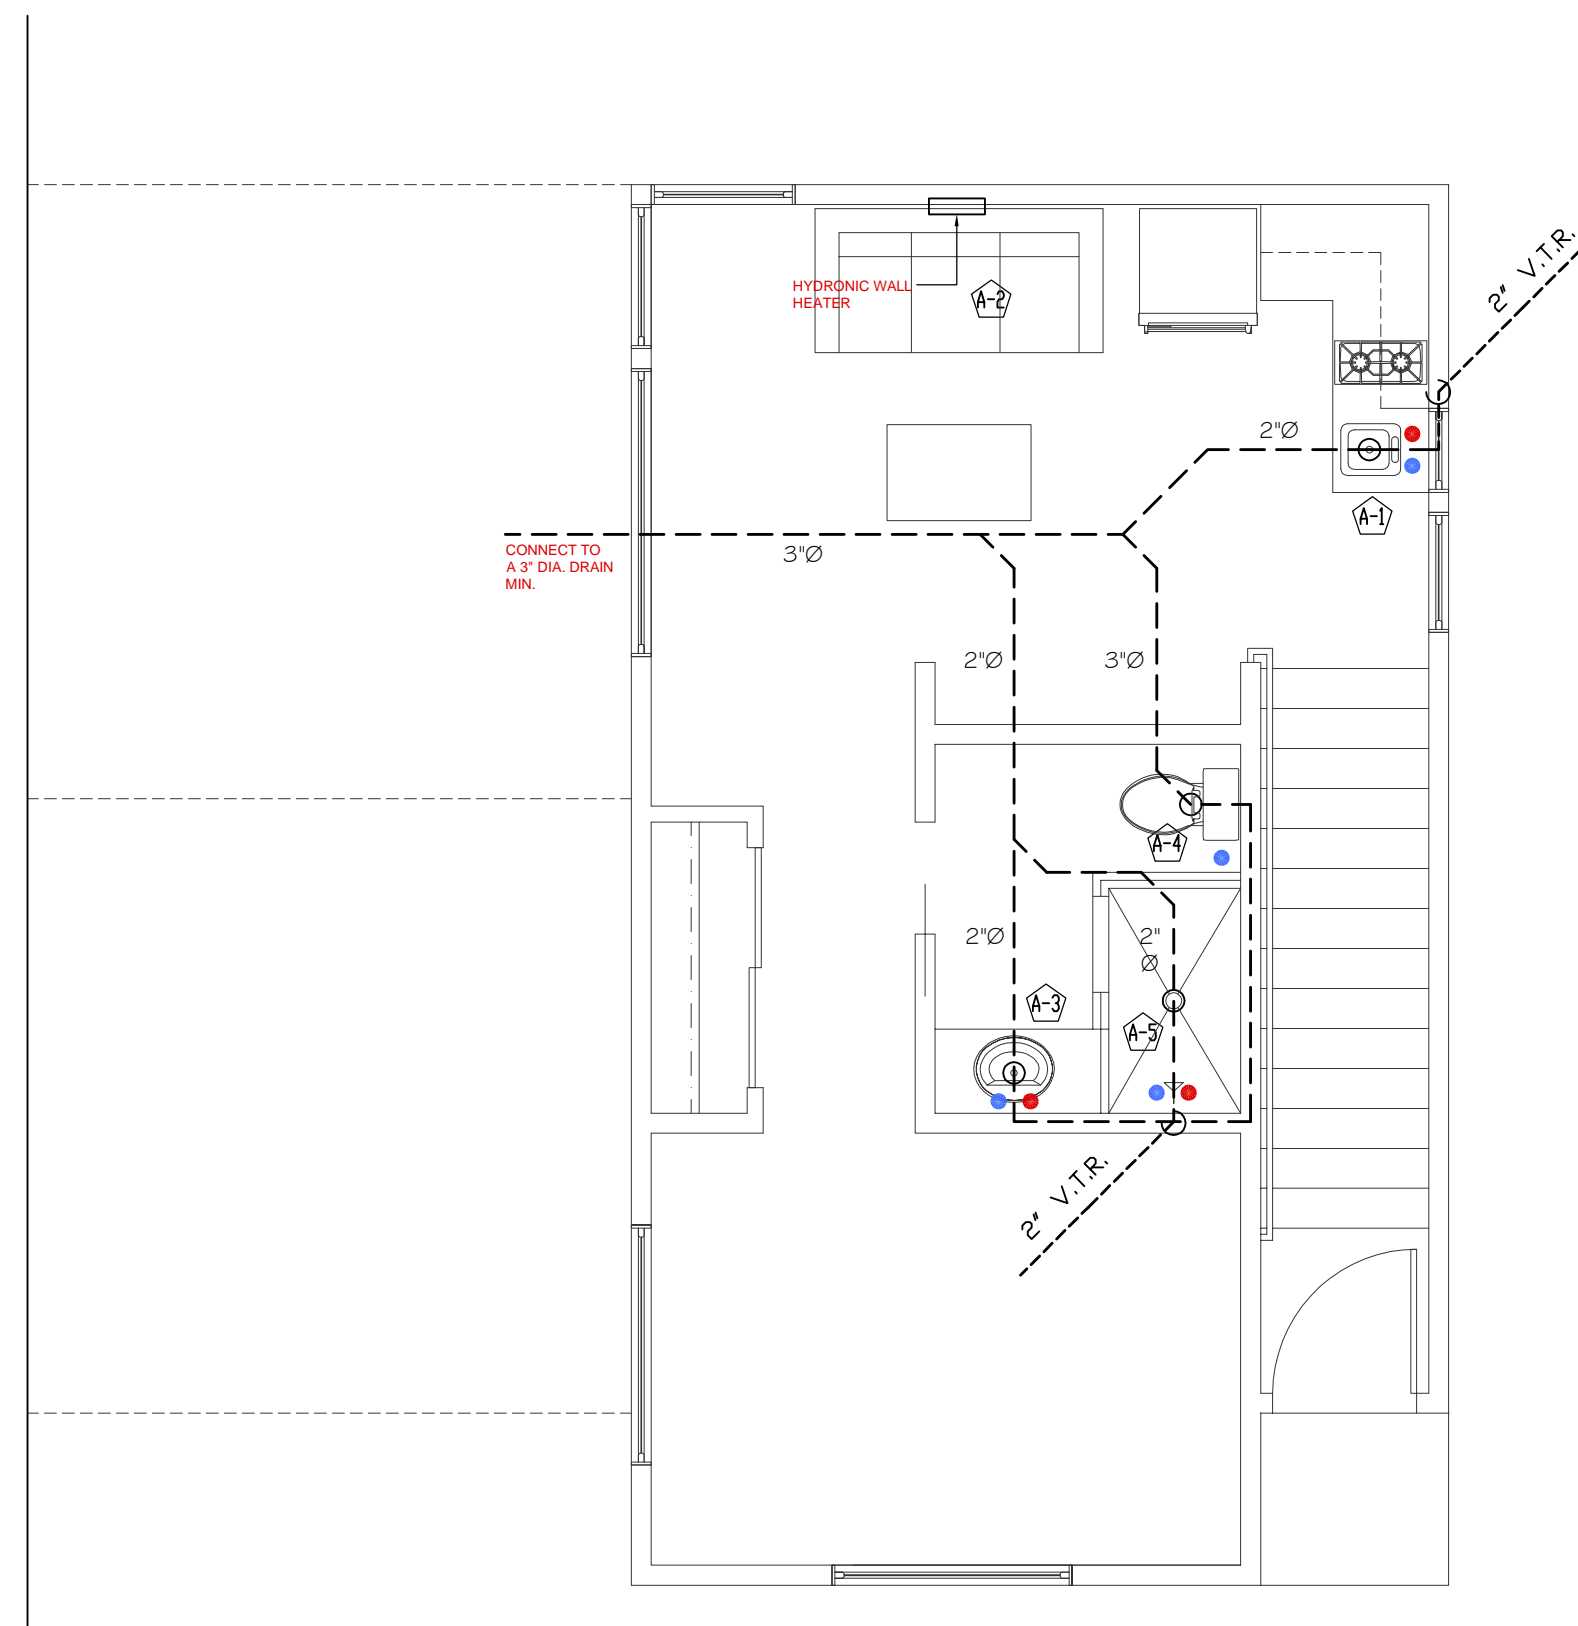 2" V.T.R.
HYDRONIC WALL
HEATER
A-2
2"Ø
A-1
CONNECT TO
A 3" DIA. DRAIN
MIN.
3"Ø
2"Ø
3"Ø
A-4
2"Ø
2"
Ø
A-3
A-5
2" V.T.R.